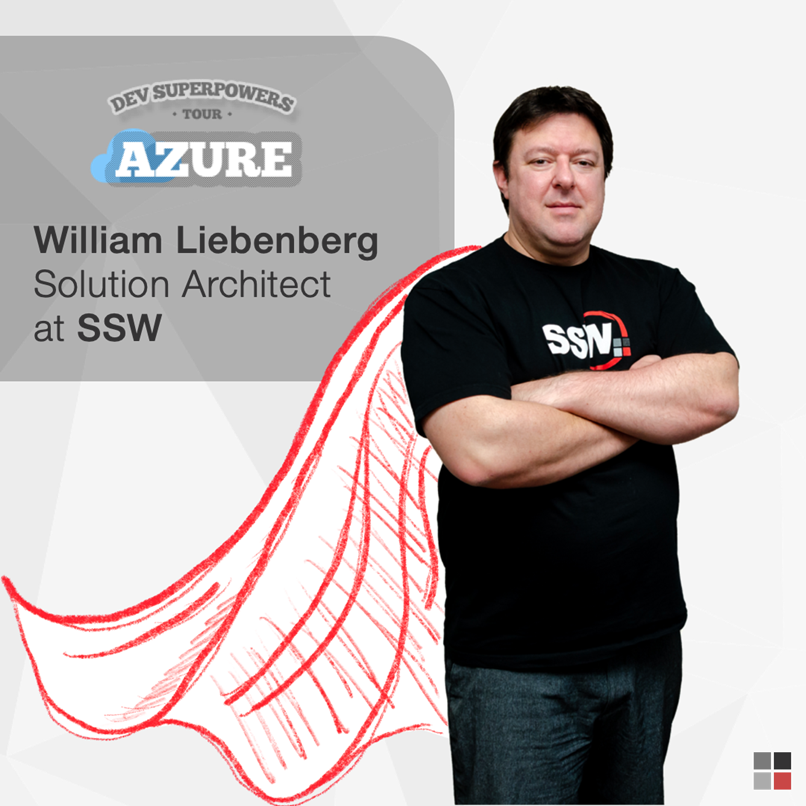 DEV SUPERPOWERS
· TOUR ·
AZURE
William Liebenberg
Solution Architect
at SSW
SSW